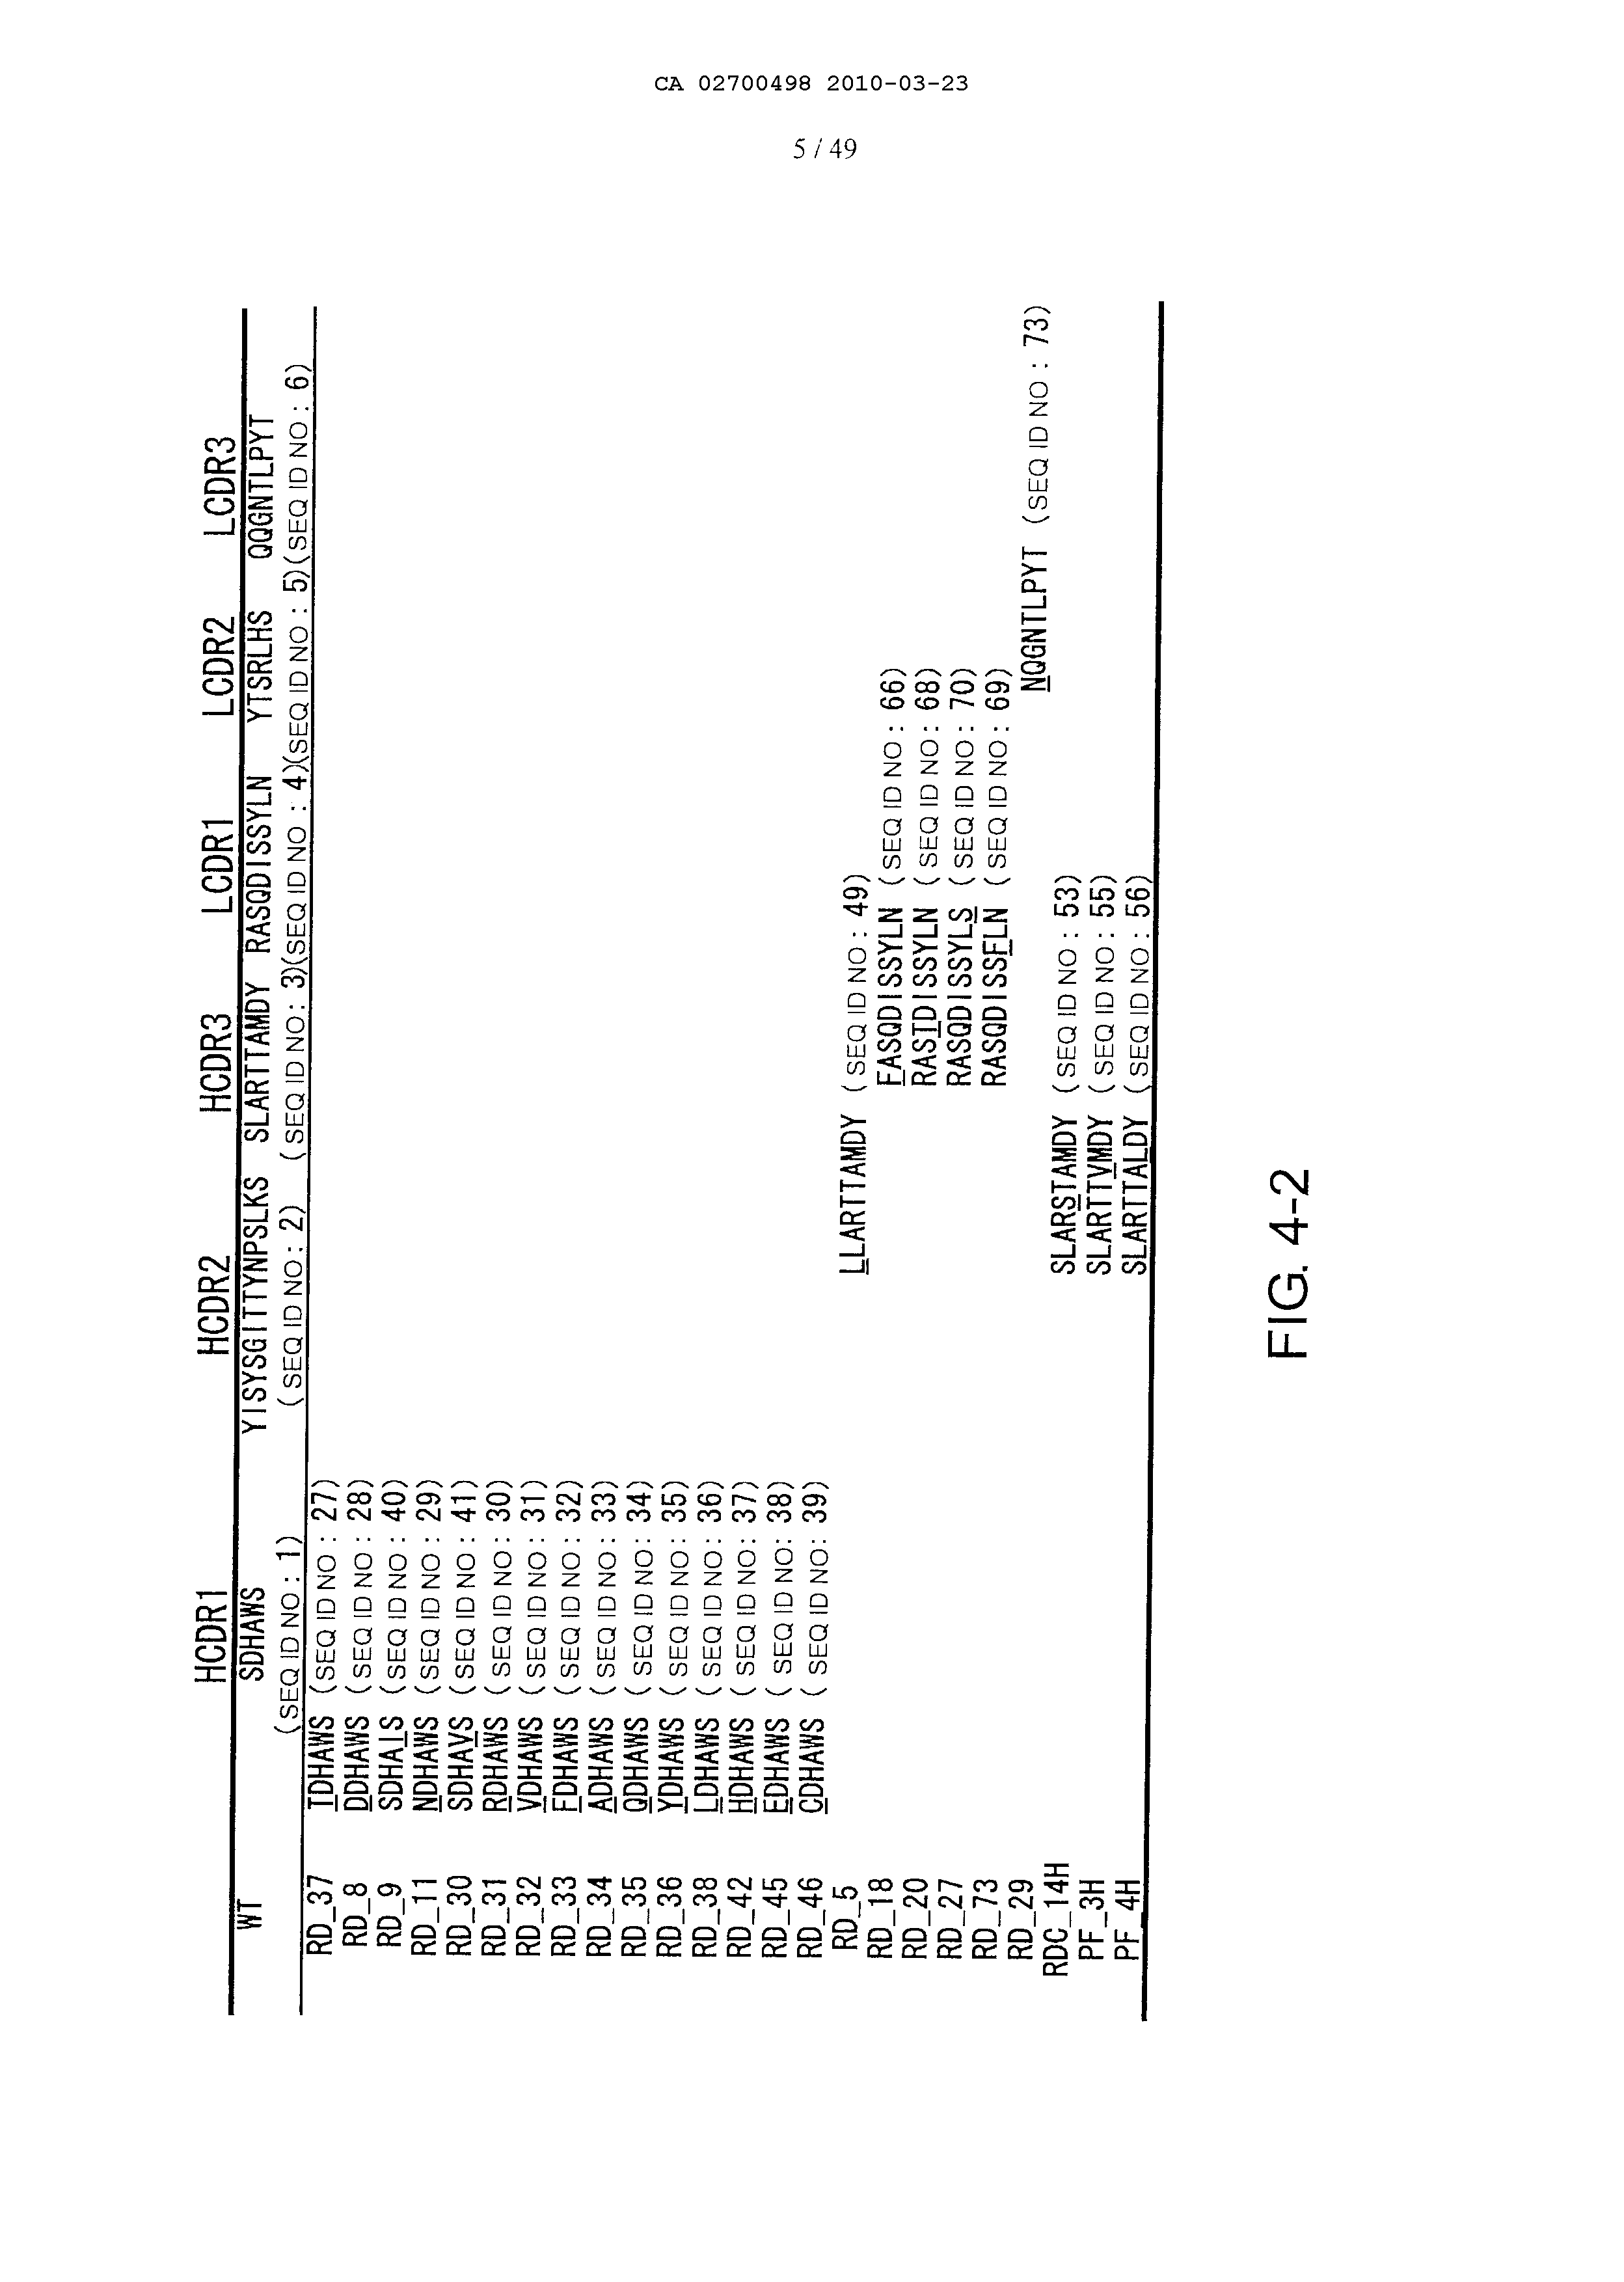 CA 02700498 2010-03-23
5 / 49
HCDR1 HCDR2 HCDR3 LCDR1 LCDR2 LCDR3
WT SDHAWS YISYSGITTYNPSLKS SLARTTAMDY RASQDISSYLN YTSRLHS QQGNTLPYT
(SEQ ID NO: 1) (SEQ ID NO: 2) (SEQ ID NO: 3)(SEQ ID NO: 4)(SEQ ID NO: 5)(SEQ ID NO: 6)
RD_37 TDHAWS (SEQ ID NO: 27)
RD_8 DDHAWS (SEQ ID NO: 28)
RD_9 SDHAIS (SEQ ID NO: 40)
RD_11 NDHAWS (SEQ ID NO: 29)
RD_30 SDHAVS (SEQ ID NO: 41)
RD_31 RDHAWS (SEQ ID NO: 30)
RD_32 VDHAWS (SEQ ID NO: 31)
RD_33 FDHAWS (SEQ ID NO: 32)
RD_34 ADHAWS (SEQ ID NO: 33)
RD_35 QDHAWS (SEQ ID NO: 34)
RD_36 YDHAWS (SEQ ID NO: 35)
RD_38 LDHAWS (SEQ ID NO: 36)
RD_42 HDHAWS (SEQ ID NO: 37)
RD_45 EDHAWS (SEQ ID NO: 38)
RD_46 CDHAWS (SEQ ID NO: 39)
RD_5 LLARTTAMDY (SEQ ID NO: 49)
RD_18 FASQDISSYLN (SEQ ID NO: 66)
RD_20 RASTDISSYLN (SEQ ID NO: 68)
RD_27 RASQDISSYLS (SEQ ID NO: 70)
RD_73 RASQDISSFLN (SEQ ID NO: 69)
RD_29 NQGNTLPYT (SEQ ID NO: 73)
RDC_14H SLARSTAMDY (SEQ ID NO: 53)
PF_3H SLARTTVMDY (SEQ ID NO: 55)
PF_4H SLARTTALDY (SEQ ID NO: 56)
FIG. 4-2